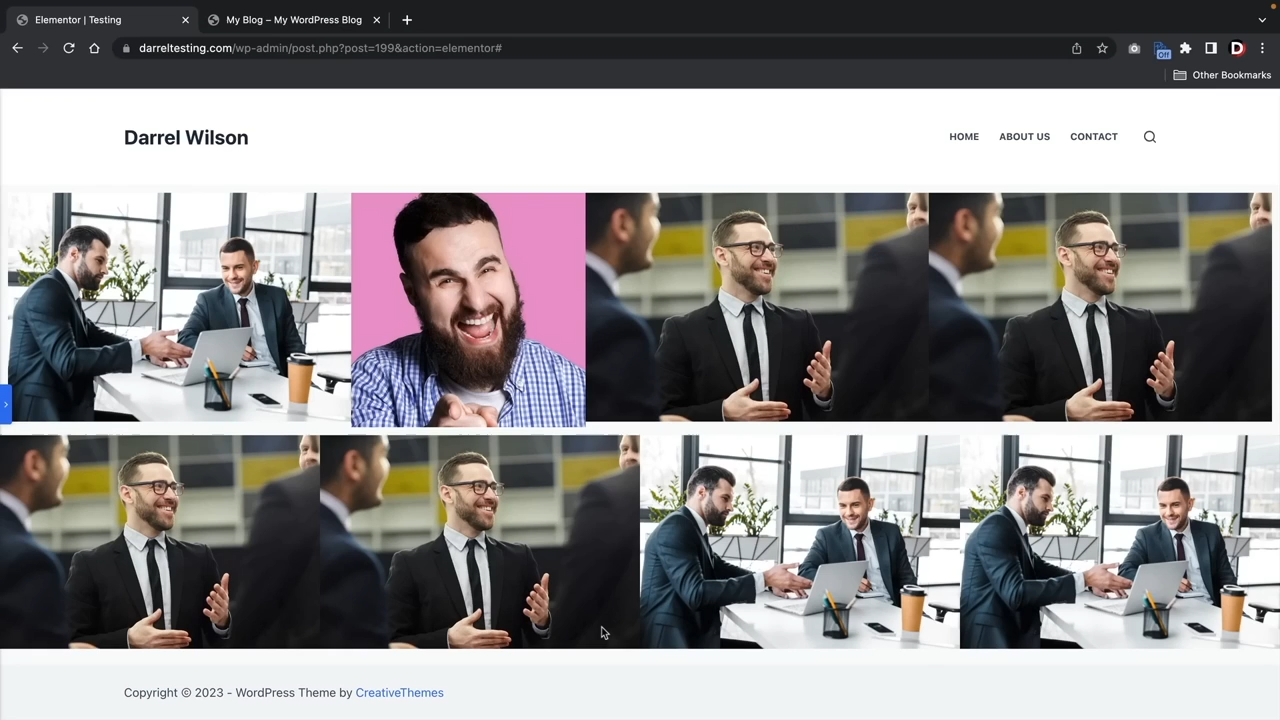 Elementor | Testing
My Blog – My WordPress Blog
darreltesting.com/wp-admin/post.php?post=199&action=elementor#
Off
D
Other Bookmarks
Darrel Wilson
HOME ABOUT US CONTACT
Copyright © 2023 - WordPress Theme by CreativeThemes